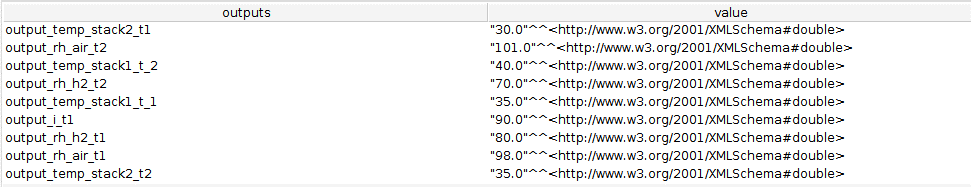 outputs value
output_temp_stack2_t1 "30.0"^^<http://www.w3.org/2001/XMLSchema#double>
output_rh_air_t2 "101.0"^^<http://www.w3.org/2001/XMLSchema#double>
output_temp_stack1_t_2 "40.0"^^<http://www.w3.org/2001/XMLSchema#double>
output_rh_h2_t2 "70.0"^^<http://www.w3.org/2001/XMLSchema#double>
output_temp_stack1_t_1 "35.0"^^<http://www.w3.org/2001/XMLSchema#double>
output_i_t1 "90.0"^^<http://www.w3.org/2001/XMLSchema#double>
output_rh_h2_t1 "80.0"^^<http://www.w3.org/2001/XMLSchema#double>
output_rh_air_t1 "98.0"^^<http://www.w3.org/2001/XMLSchema#double>
output_temp_stack2_t2 "35.0"^^<http://www.w3.org/2001/XMLSchema#double>